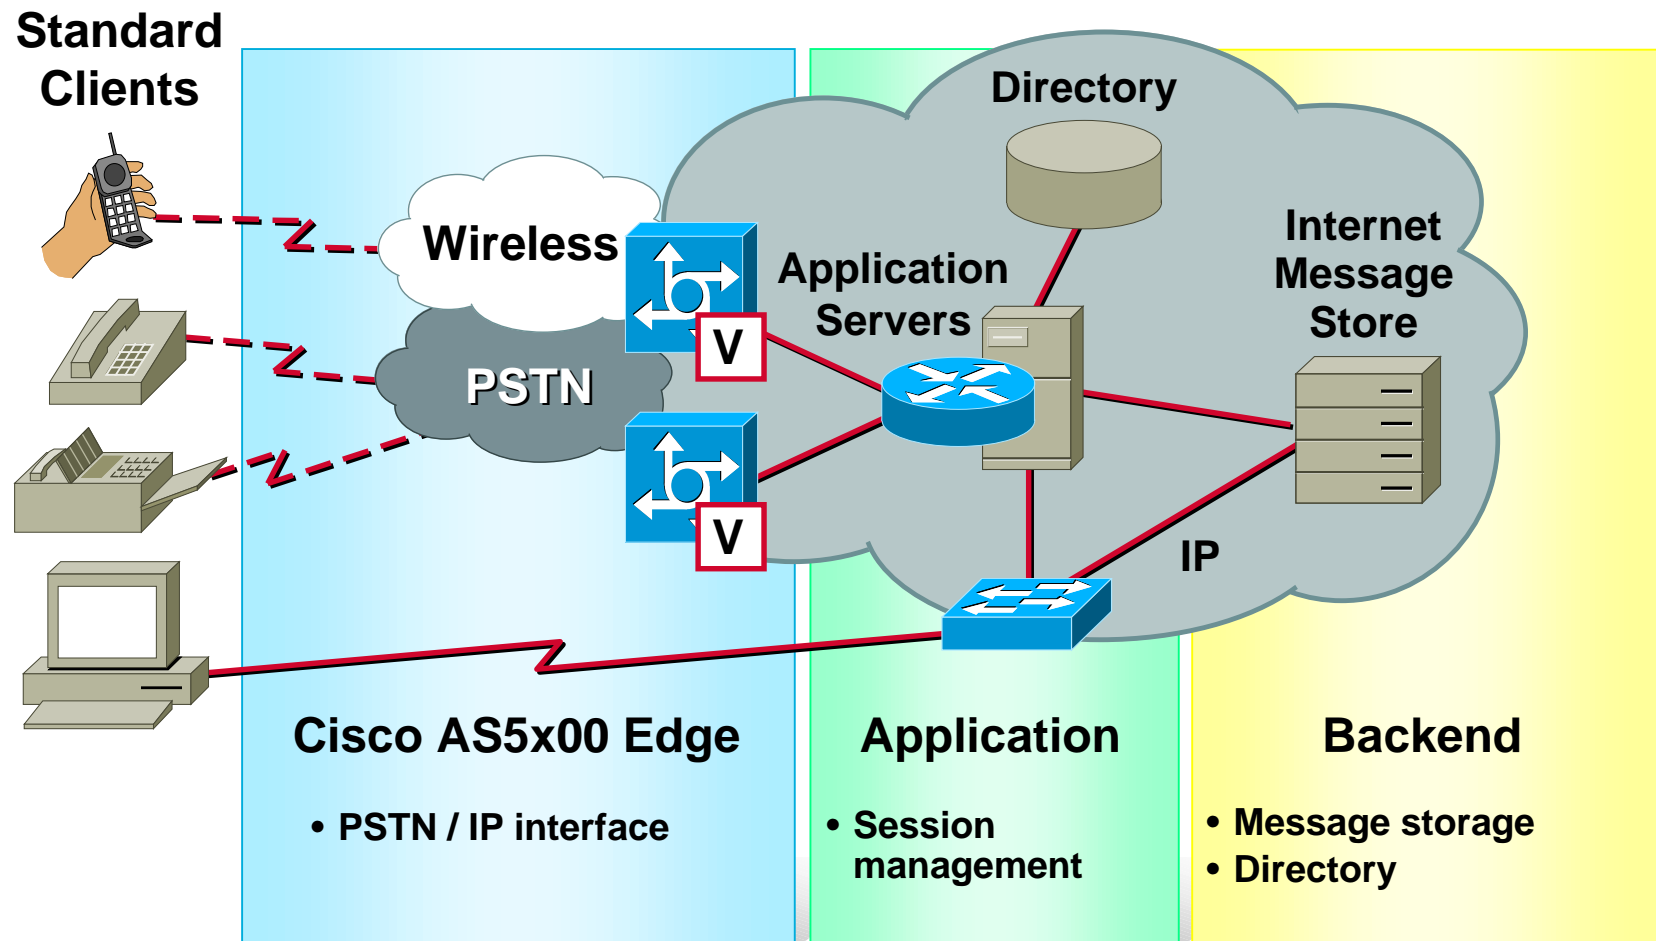 Standard
Clients
Directory
Wireless
Internet
Message
Store
Application
Servers
V
PSTN
V
IP
Cisco AS5x00 Edge
Application
Backend
• PSTN / IP interface
• Session
management
• Message storage
• Directory